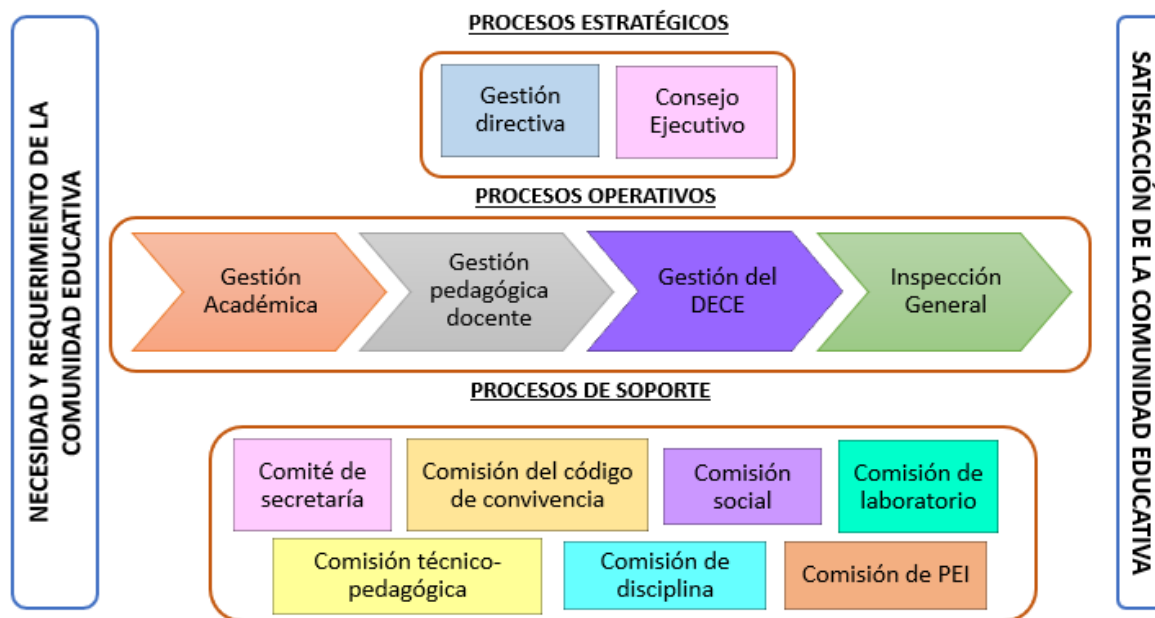 NECESIDAD Y REQUERIMIENTO DE LA
COMUNIDAD EDUCATIVA
PROCESOS ESTRATÉGICOS
Gestión
directiva
Consejo
Ejecutivo
PROCESOS OPERATIVOS
Gestión
Académica
Gestión
pedagógica
docente
Gestión del
DECE
Inspección
General
PROCESOS DE SOPORTE
Comité de
secretaría
Comisión del código
de convivencia
Comisión
social
Comisión de
laboratorio
Comisión técnico-
pedagógica
Comisión de
disciplina
Comisión de PEI
SATISFACCIÓN DE LA COMUNIDAD EDUCATIVA